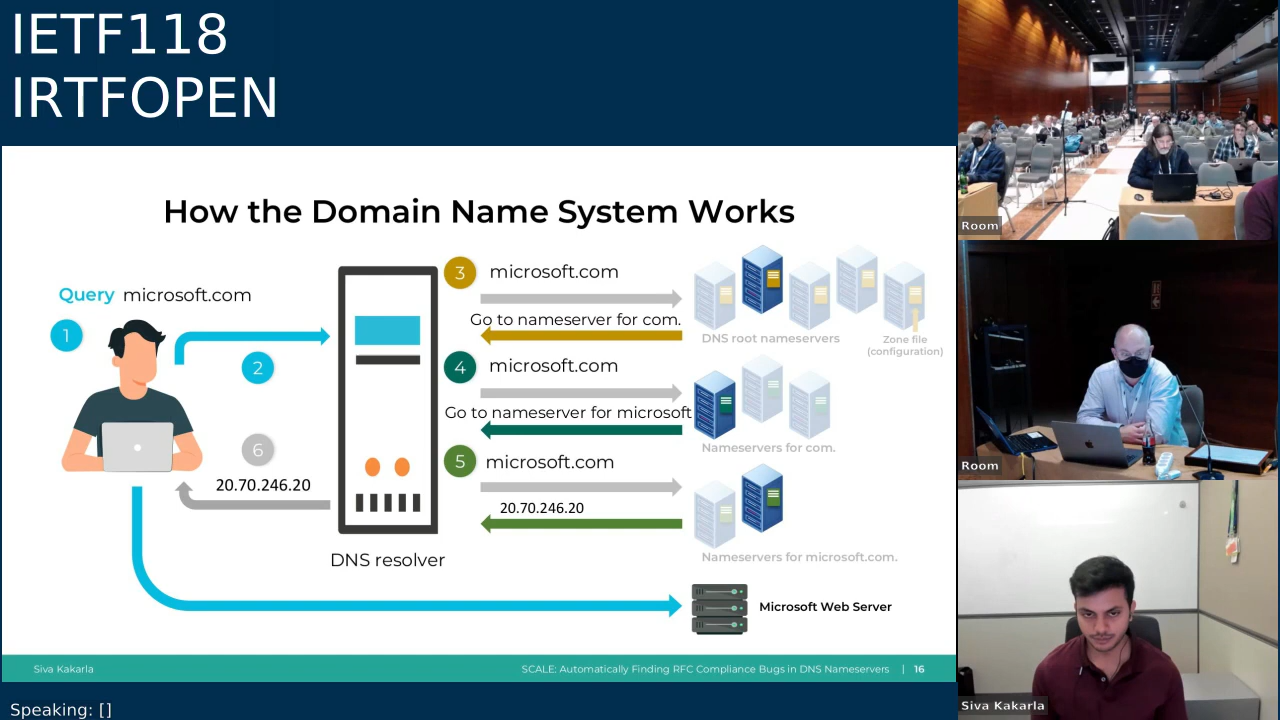 IETF118
IRTFOPEN
How the Domain Name System Works
Query microsoft.com
1
2
6
20.70.246.20
DNS resolver
3 microsoft.com
Go to nameserver for com.
DNS root nameservers
Zone file
(configuration)
4 microsoft.com
Go to nameserver for microsoft
Nameservers for com.
5 microsoft.com
20.70.246.20
Nameservers for microsoft.com.
Microsoft Web Server
Siva Kakarla
SCALE: Automatically Finding RFC Compliance Bugs in DNS Nameservers | 16
Speaking: []
Room
Room
Siva Kakarla